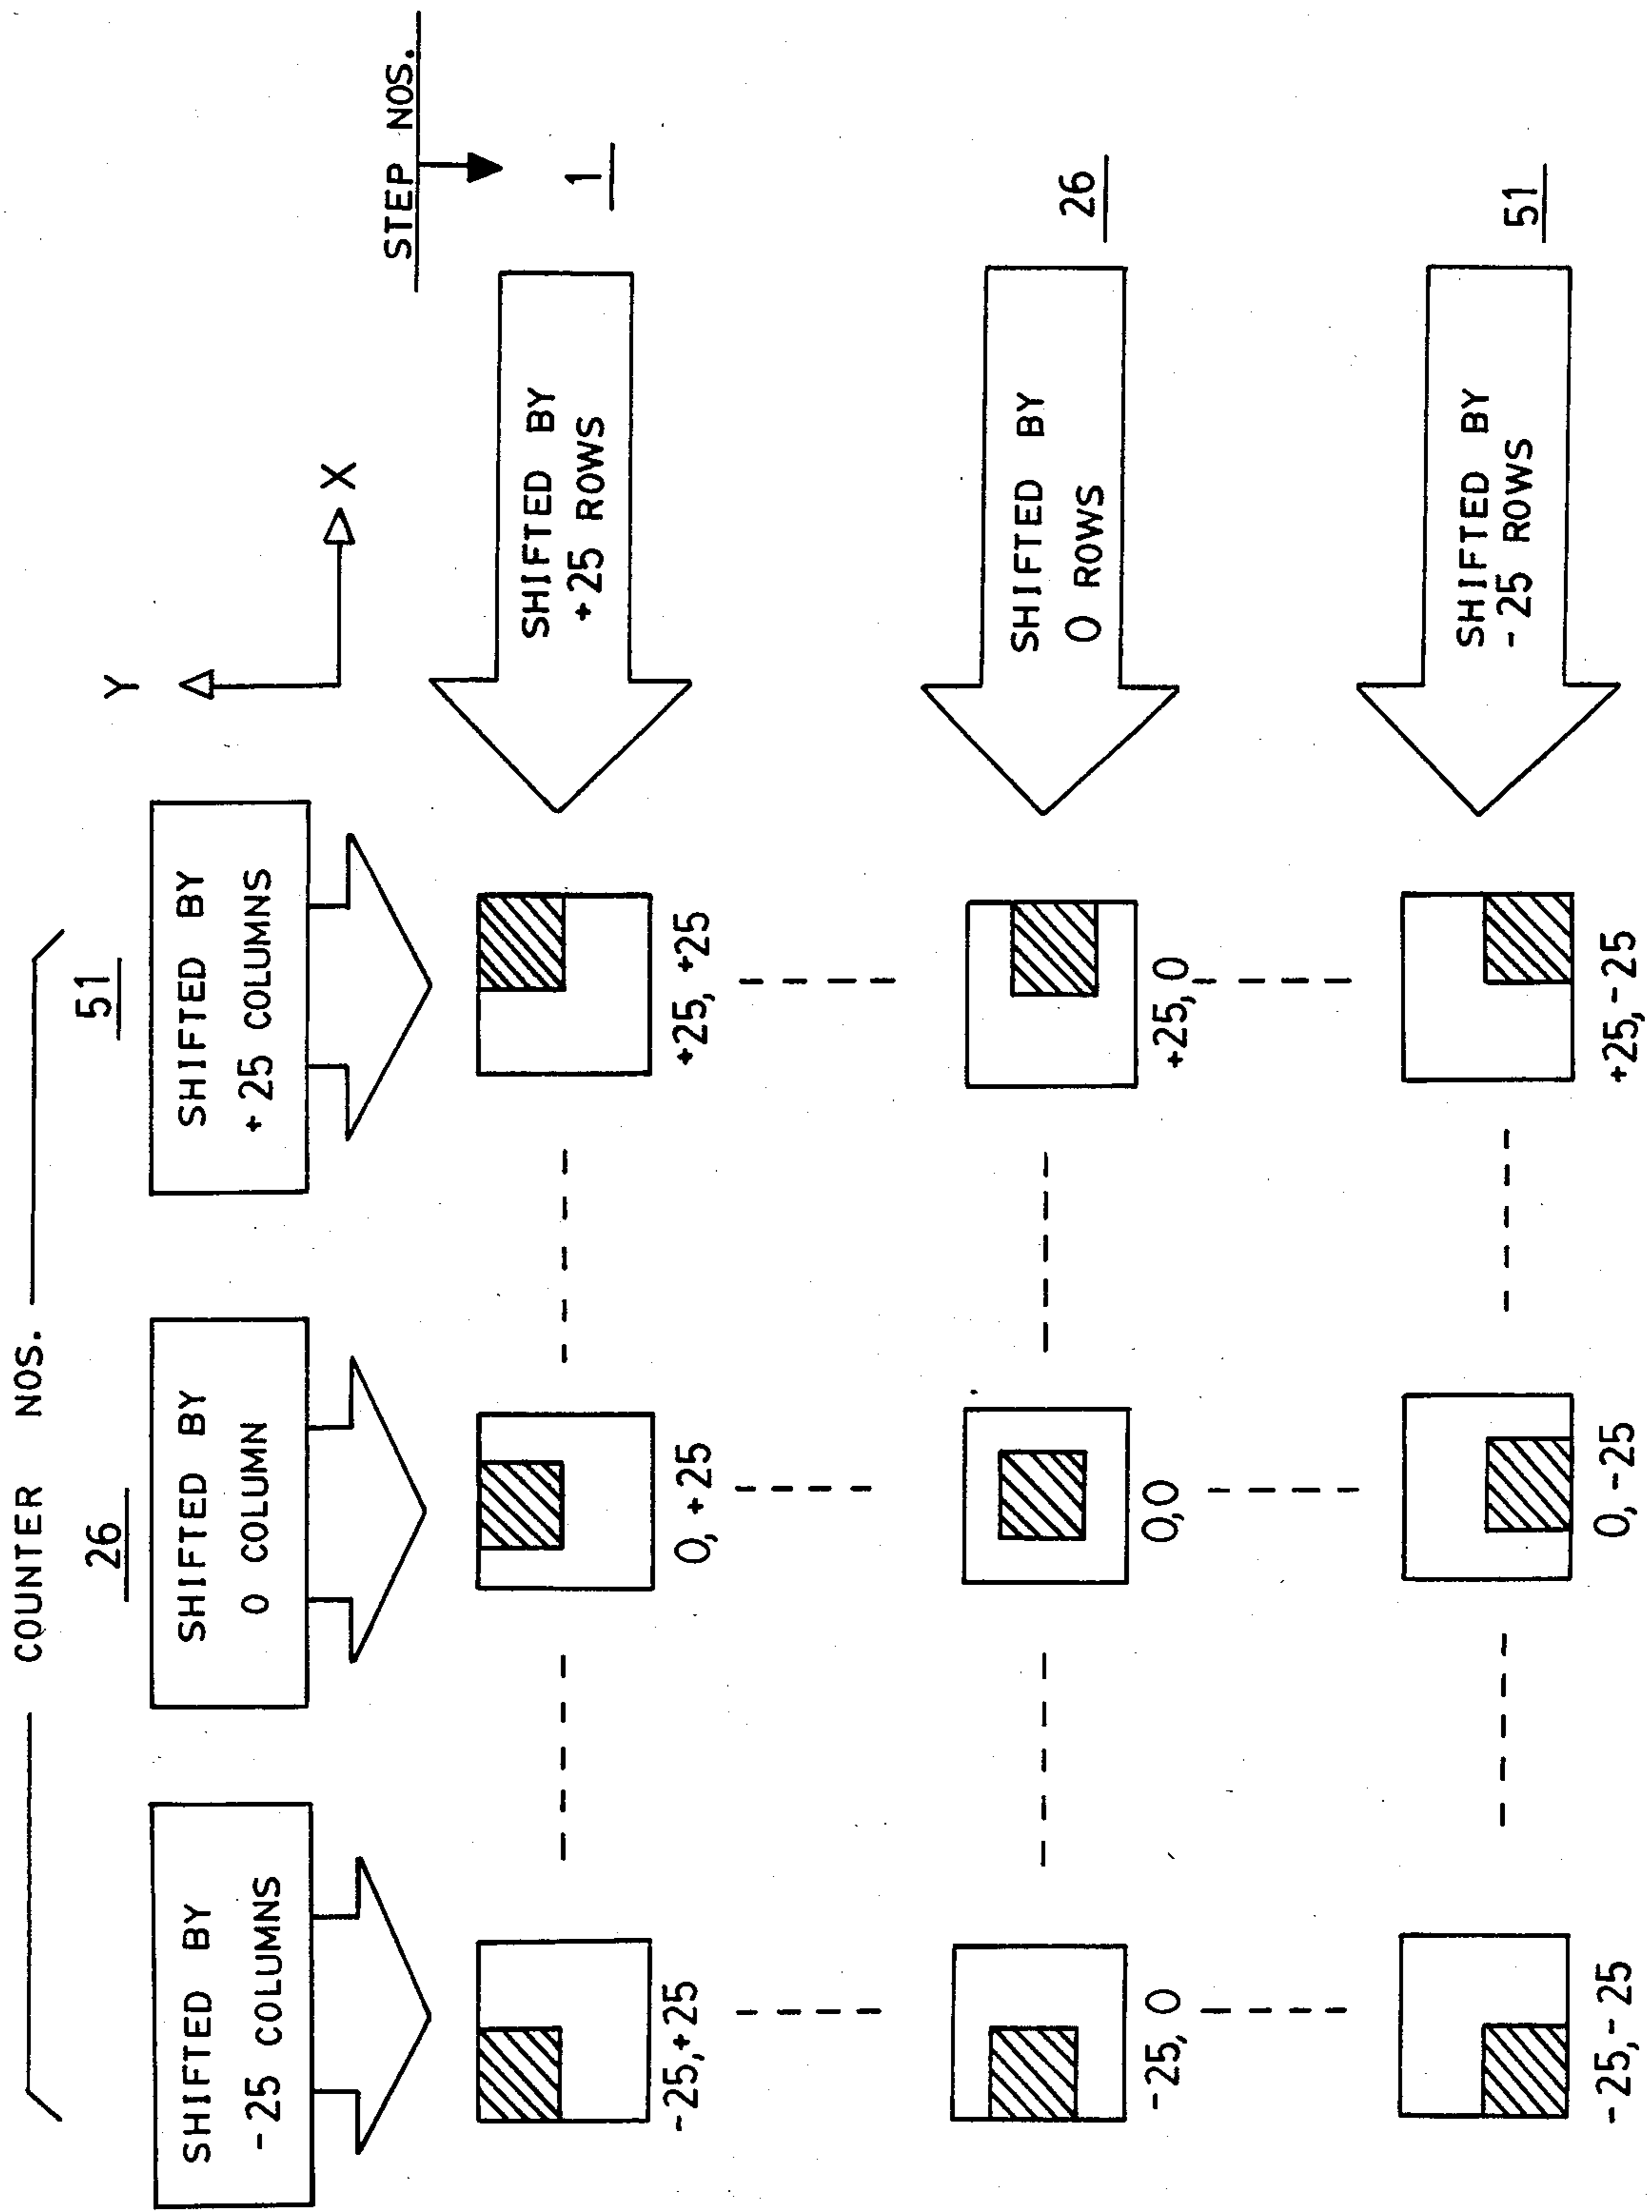 COUNTER NOS.
26
51
SHIFTED BY
-25 COLUMNS
SHIFTED BY
0 COLUMN
SHIFTED BY
+25 COLUMNS
Y
X
STEP NOS.
-25,+25
0,+25
+25,+25
SHIFTED BY
+25 ROWS
1
-25,0
0,0
+25,0
SHIFTED BY
0 ROWS
26
-25,-25
0,-25
+25,-25
SHIFTED BY
-25 ROWS
51